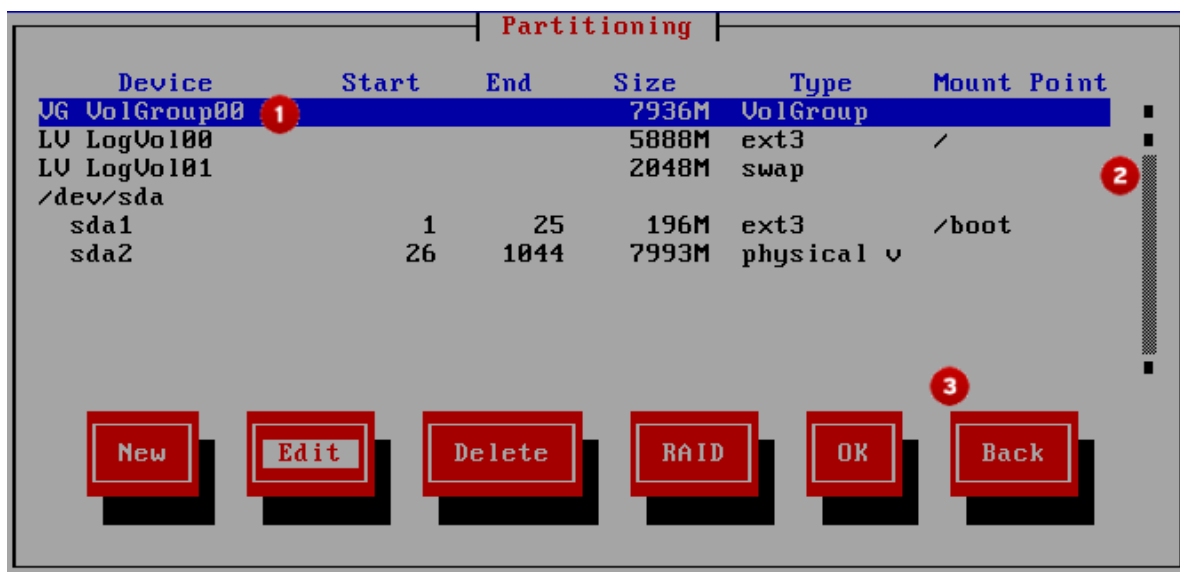 Partitioning
Device Start End Size Type Mount Point
VG VolGroup00 1 7936M VolGroup
LV LogVol00 5888M ext3 /
LV LogVol01 2048M swap 2
/dev/sda
sda1 1 25 196M ext3 /boot
sda2 26 1044 7993M physical v
3
New Edit Delete RAID OK Back